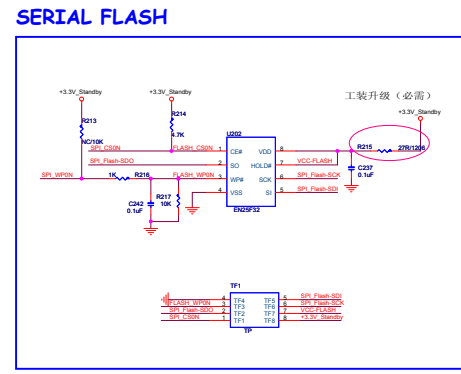 SERIAL FLASH
工装升级（必需）
+3.3V_Standby
+3.3V_Standby
+3.3V_Standby
R213
R214
NC/10K
4.7K
U202
R215
27R/1206
SPI_CS0N
FLASH_CS0N
1
CE#
VDD
8
SPI_Flash-SDO
2
SO
HOLD#
7
VCC-FLASH
C237
0.1uF
SPI_WP0N
1K
R216
FLASH_WP0N
3
WP#
SCK
6
SPI_Flash-SCK
4
VSS
SI
5
SPI_Flash-SDI
R217
10K
C242
0.1uF
EN25F32
TF1
4
TF4
TF5
5
SPI_Flash-SDI
FLASH_WP0N
3
TF3
TF6
6
SPI_Flash-SCK
SPI_Flash-SDO
2
TF2
TF7
7
VCC-FLASH
SPI_CS0N
1
TF1
TF8
8
+3.3V_Standby
TP